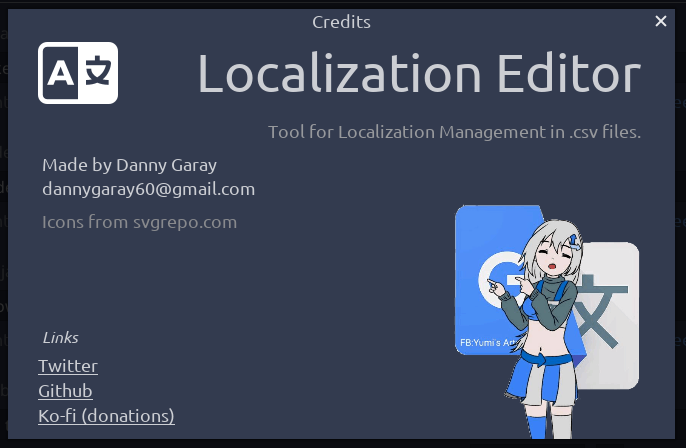 Credits
A 文
Localization Editor
Tool for Localization Management in .csv files.
Made by Danny Garay
dannygaray60@gmail.com
Icons from svgrepo.com
G 文
FB:Yumi's Art
Links
Twitter
Github
Ko-fi (donations)